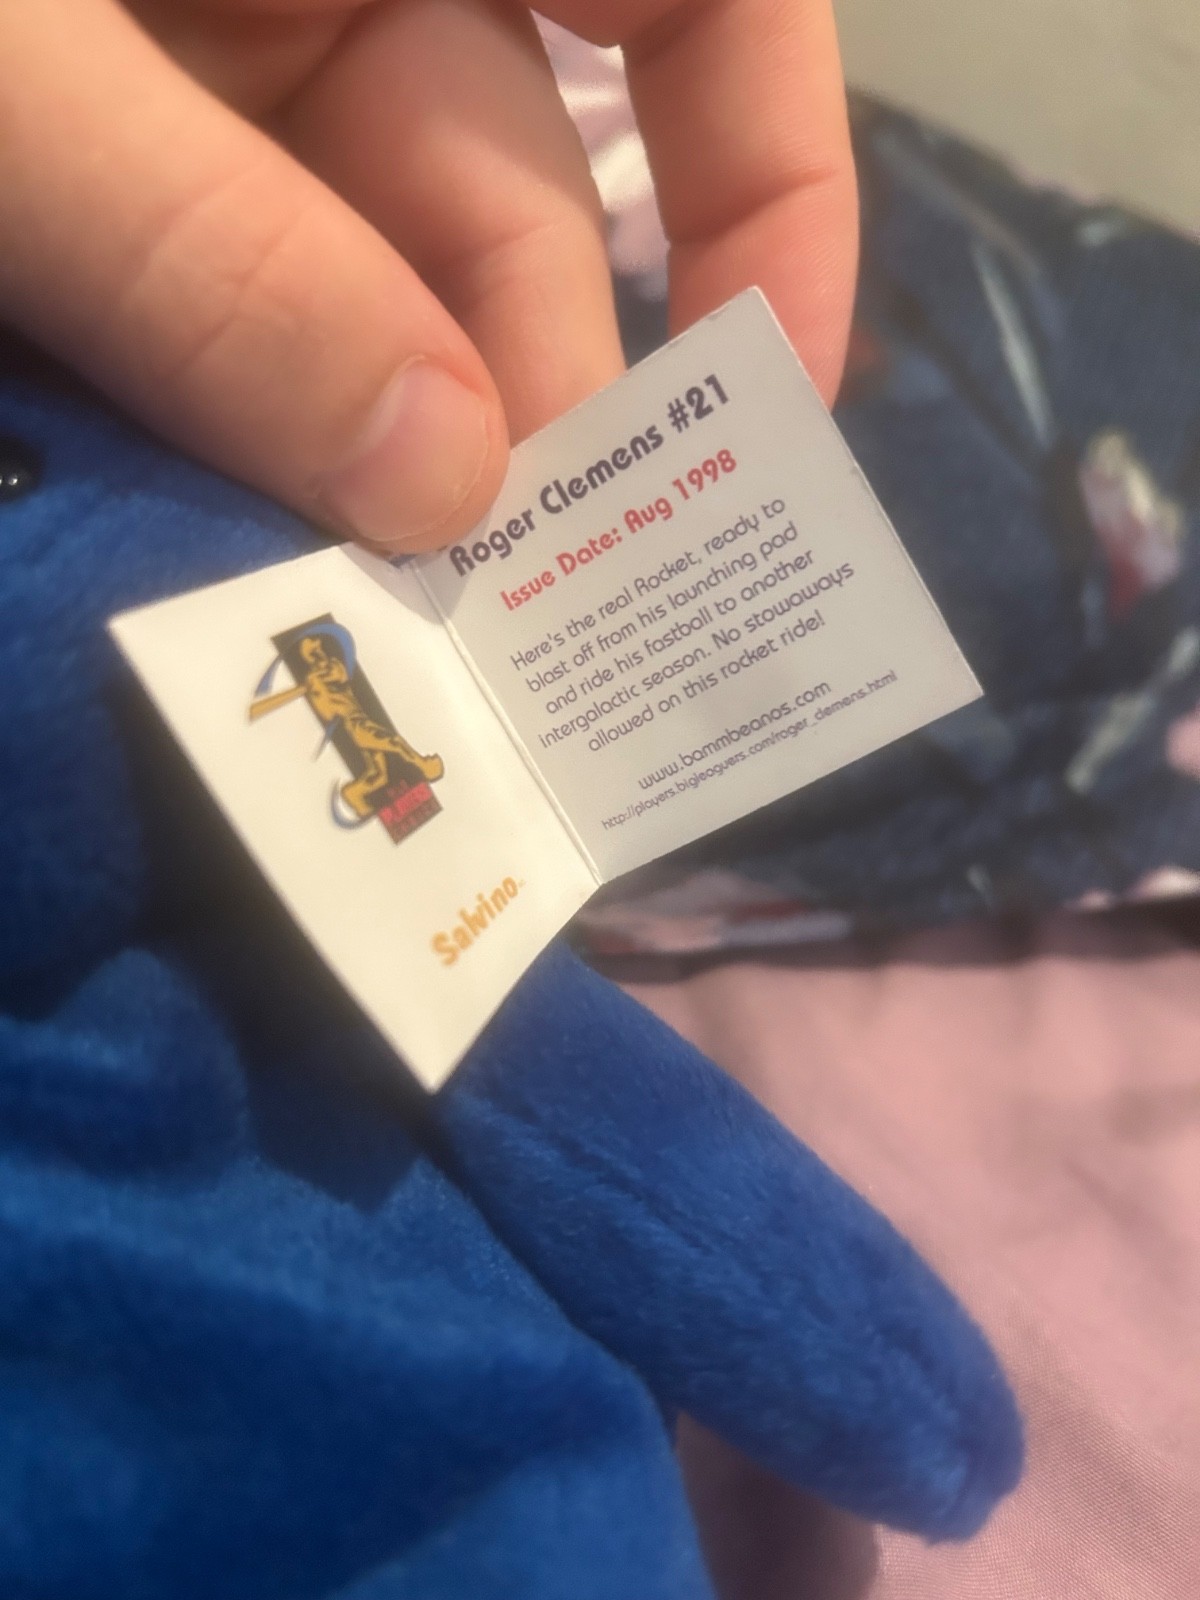 Roger Clemens #21
Issue Date: Aug 1998
Here's the real Rocket, ready to
blast off from his launching pad
and ride his fastball to another
intergalactic season. No stowaways
allowed on this rocket ride!
www.bammbeanos.com
http://players.bigleaguers.com/roger_clemens.html
PLAYERS
Salvino